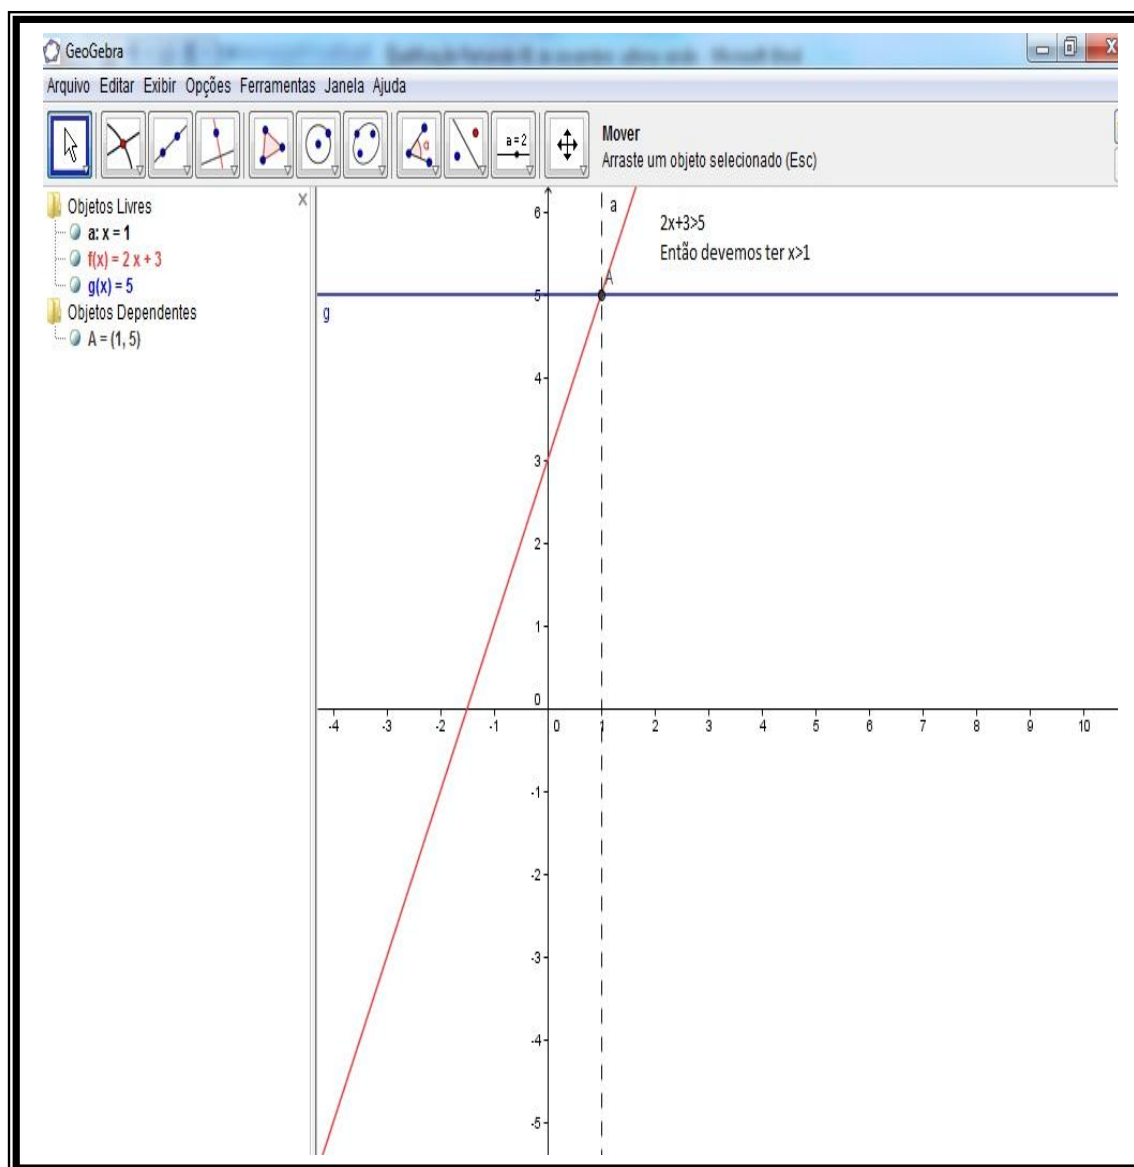 GeoGebra
Arquivo Editar Exibir Opções Ferramentas Janela Ajuda
a = 2
Mover
Arraste um objeto selecionado (Esc)
Objetos Livres
a: x = 1
f(x) = 2 x + 3
g(x) = 5
Objetos Dependentes
A = (1, 5)
a
2x+3>5
Então devemos ter x>1
A
g
6
5
4
3
2
1
0
-4 -3 -2 -1 0 1 2 3 4 5 6 7 8 9 10
-1
-2
-3
-4
-5